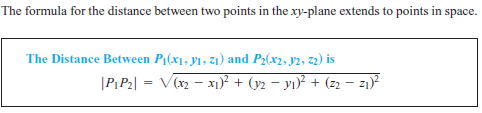 The formula for the distance between two points in the xy-plane extends to points in space.
The Distance Between P₁(x₁, y₁, z₁) and P₂(x₂, y₂, z₂) is
|P₁P₂| = √(x₂ − x₁)² + (y₂ − y₁)² + (z₂ − z₁)²